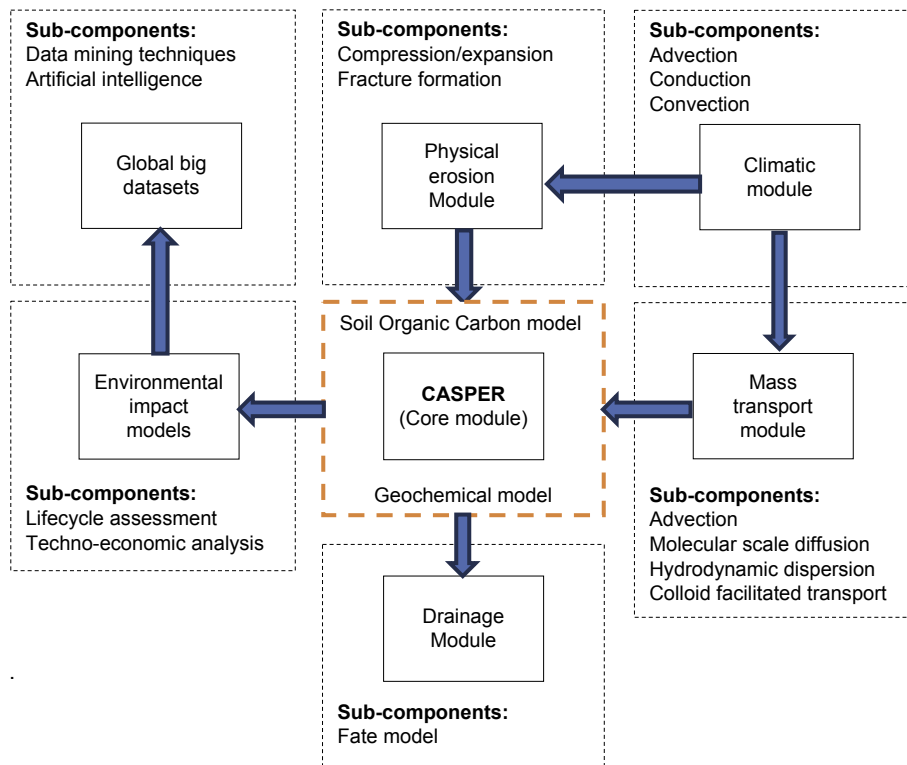 Sub-components:
Data mining techniques
Artificial intelligence
Global big
datasets
Sub-components:
Compression/expansion
Fracture formation
Physical
erosion
Module
Sub-components:
Advection
Conduction
Convection
Climatic
module
Environmental
impact
models
Sub-components:
Lifecycle assessment
Techno-economic analysis
Soil Organic Carbon model
CASPER
(Core module)
Geochemical model
Mass
transport
module
Sub-components:
Advection
Molecular scale diffusion
Hydrodynamic dispersion
Colloid facilitated transport
Drainage
Module
Sub-components:
Fate model
.